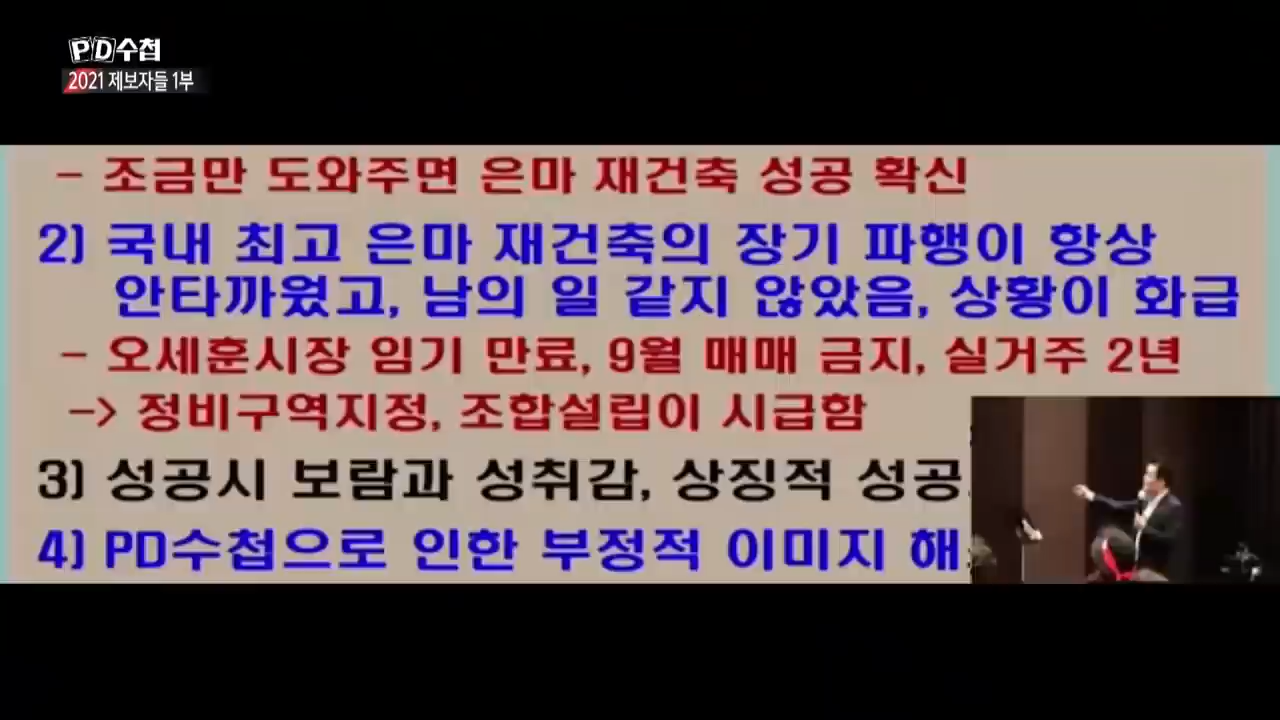 PD수첩
2021 제보자들 1부
- 조금만 도와주면 은마 재건축 성공 확신
2) 국내 최고 은마 재건축의 장기 파행이 항상
안타까웠고, 남의 일 같지 않았음, 상황이 화급
- 오세훈시장 임기 만료, 9월 매매 금지, 실거주 2년
-> 정비구역지정, 조합설립이 시급함
3) 성공시 보람과 성취감, 상징적 성공
4) PD수첩으로 인한 부정적 이미지 해